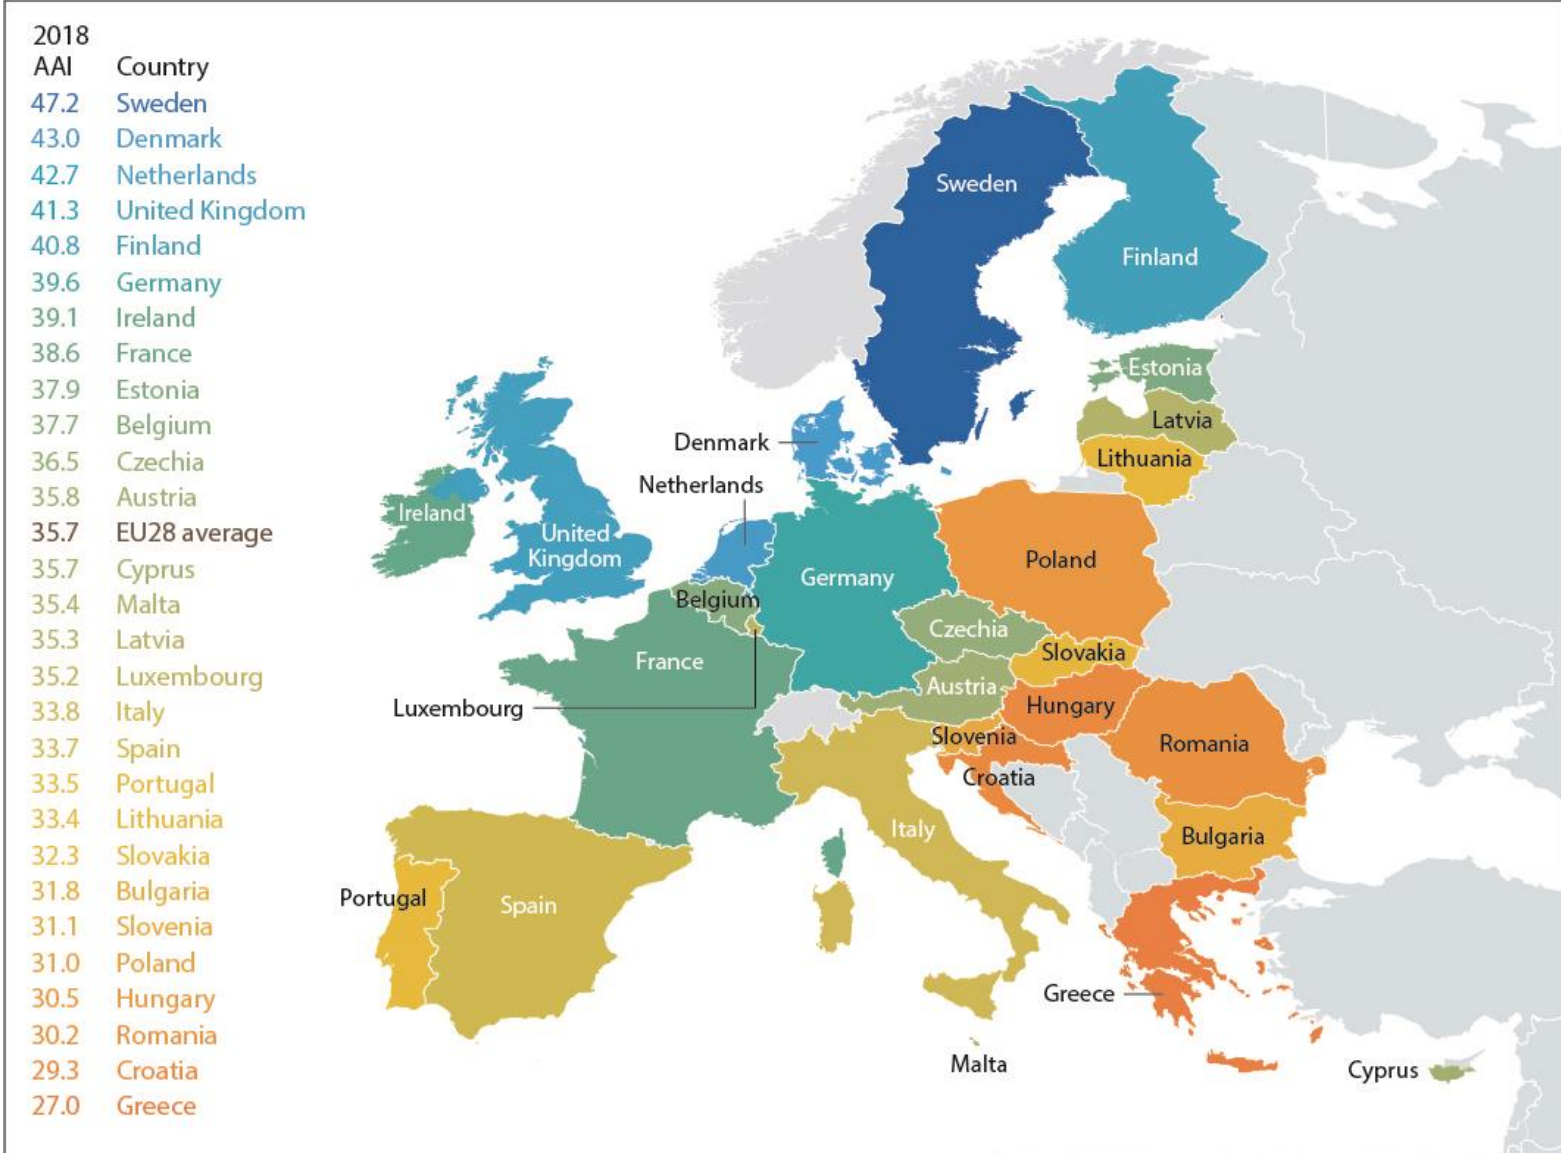 2018
AAI Country
47.2 Sweden
43.0 Denmark
42.7 Netherlands
41.3 United Kingdom
40.8 Finland
39.6 Germany
39.1 Ireland
38.6 France
37.9 Estonia
37.7 Belgium
36.5 Czechia
35.8 Austria
35.7 EU28 average
35.7 Cyprus
35.4 Malta
35.3 Latvia
35.2 Luxembourg
33.8 Italy
33.7 Spain
33.5 Portugal
33.4 Lithuania
32.3 Slovakia
31.8 Bulgaria
31.1 Slovenia
31.0 Poland
30.5 Hungary
30.2 Romania
29.3 Croatia
27.0 Greece
Sweden
Finland
Estonia
Latvia
Denmark
Lithuania
Netherlands
Ireland
United
Kingdom
Poland
Germany
Belgium
Czechia
Slovakia
France
Austria
Luxembourg
Hungary
Slovenia
Romania
Croatia
Italy
Bulgaria
Portugal
Spain
Greece
Malta
Cyprus